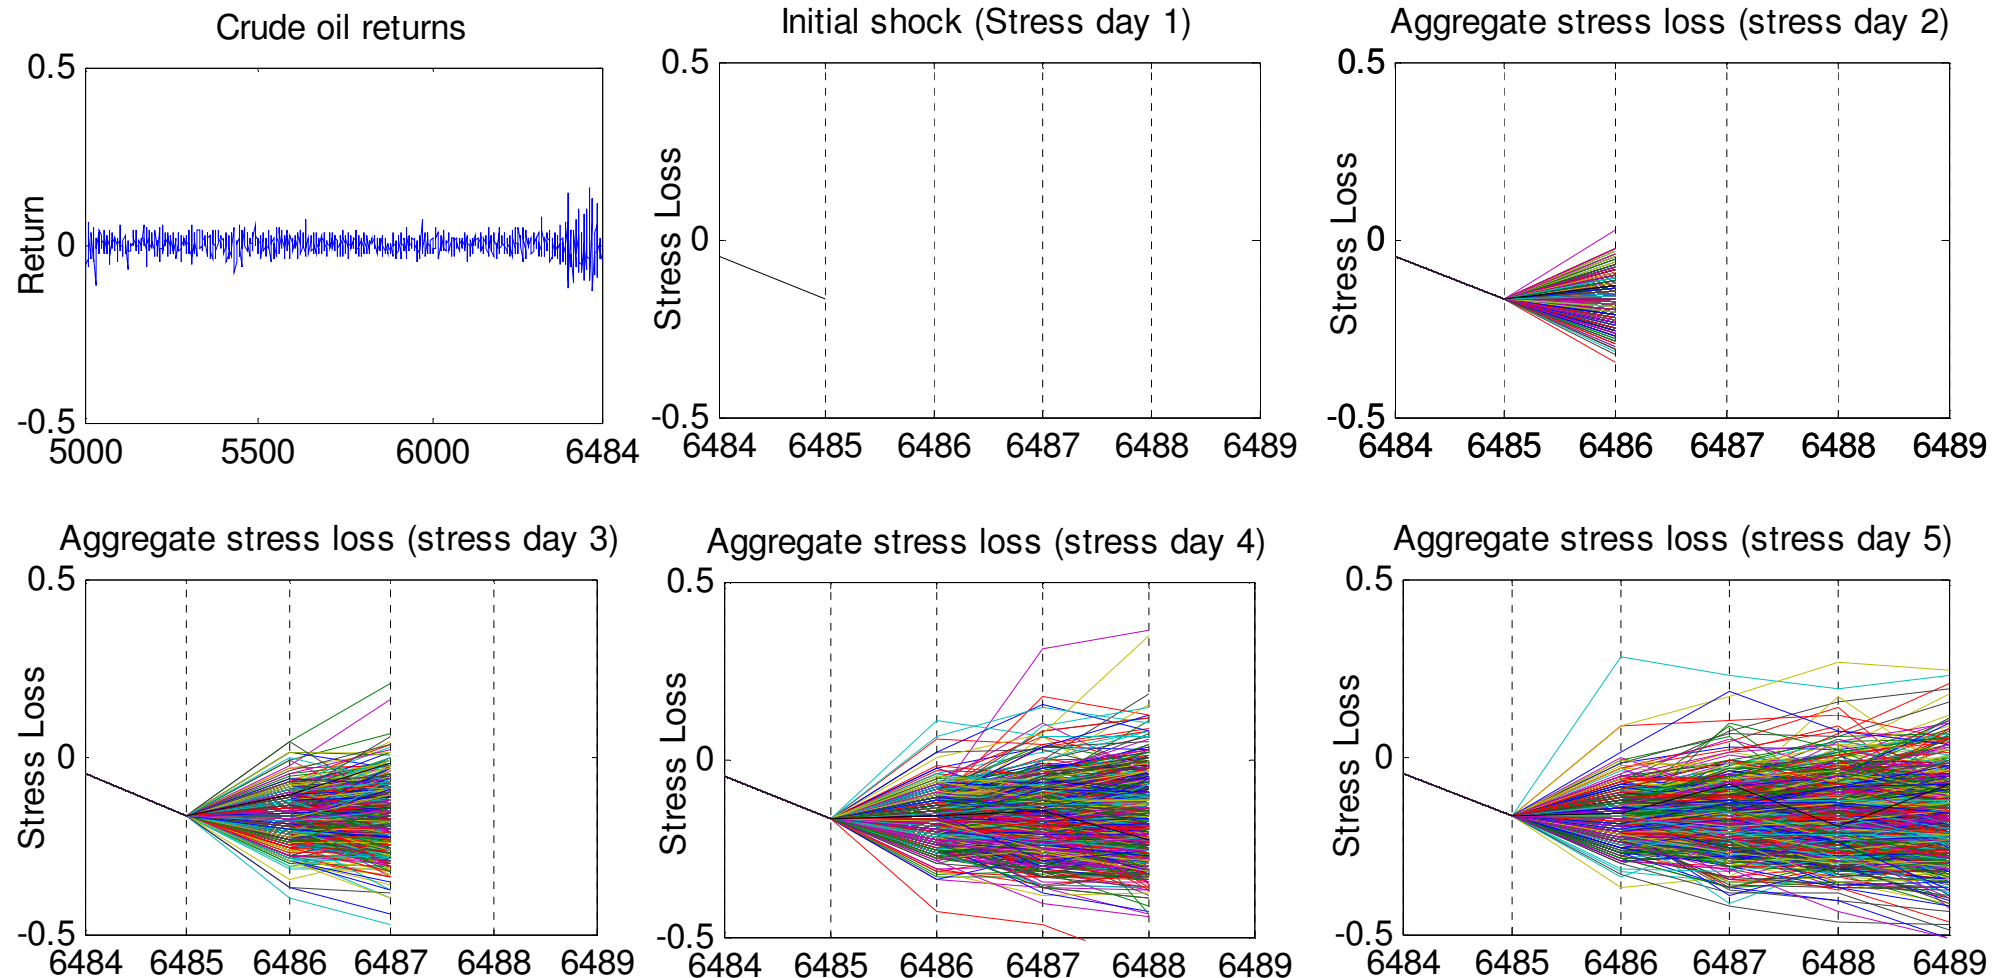 Crude oil returns
0.5
0
-0.5
Return
5000 5500 6000 6484
Initial shock (Stress day 1)
0.5
0
-0.5
Stress Loss
6484 6485 6486 6487 6488 6489
Aggregate stress loss (stress day 2)
0.5
0
-0.5
Stress Loss
6484 6485 6486 6487 6488 6489
Aggregate stress loss (stress day 3)
0.5
0
-0.5
Stress Loss
6484 6485 6486 6487 6488 6489
Aggregate stress loss (stress day 4)
0.5
0
-0.5
Stress Loss
6484 6485 6486 6487 6488 6489
Aggregate stress loss (stress day 5)
0.5
0
-0.5
Stress Loss
6484 6485 6486 6487 6488 6489